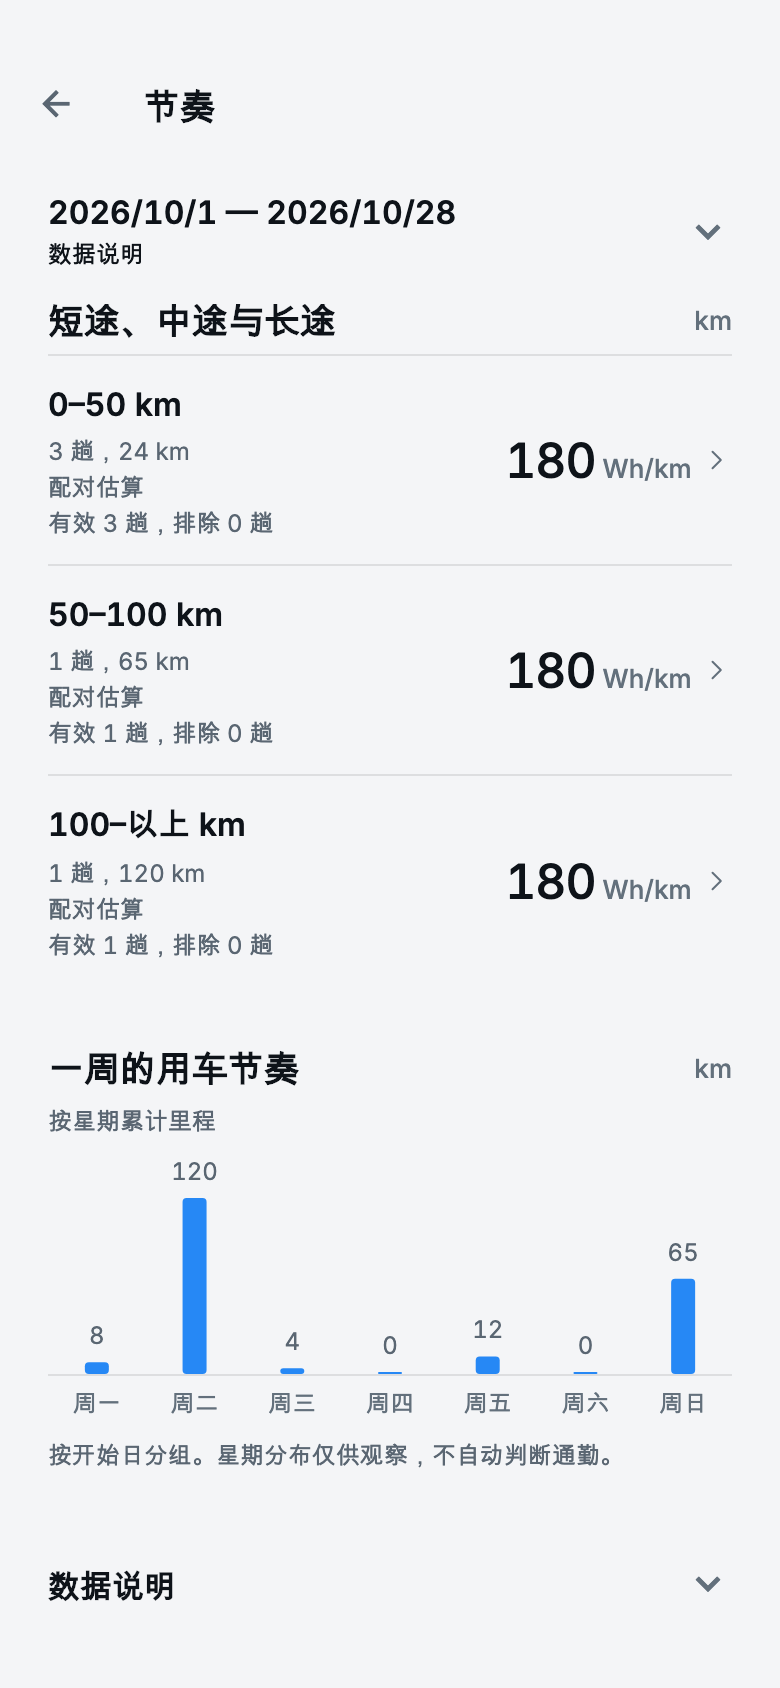 节奏
2026/10/1 — 2026/10/28
数据说明
短途、中途与长途
km
0–50 km
3 趟，24 km
配对估算
有效 3 趟，排除 0 趟
180 Wh/km
50–100 km
1 趟，65 km
配对估算
有效 1 趟，排除 0 趟
180 Wh/km
100–以上 km
1 趟，120 km
配对估算
有效 1 趟，排除 0 趟
180 Wh/km
一周的用车节奏
km
按星期累计里程
8 120 4 0 12 0 65
周一 周二 周三 周四 周五 周六 周日
按开始日分组。星期分布仅供观察，不自动判断通勤。
数据说明